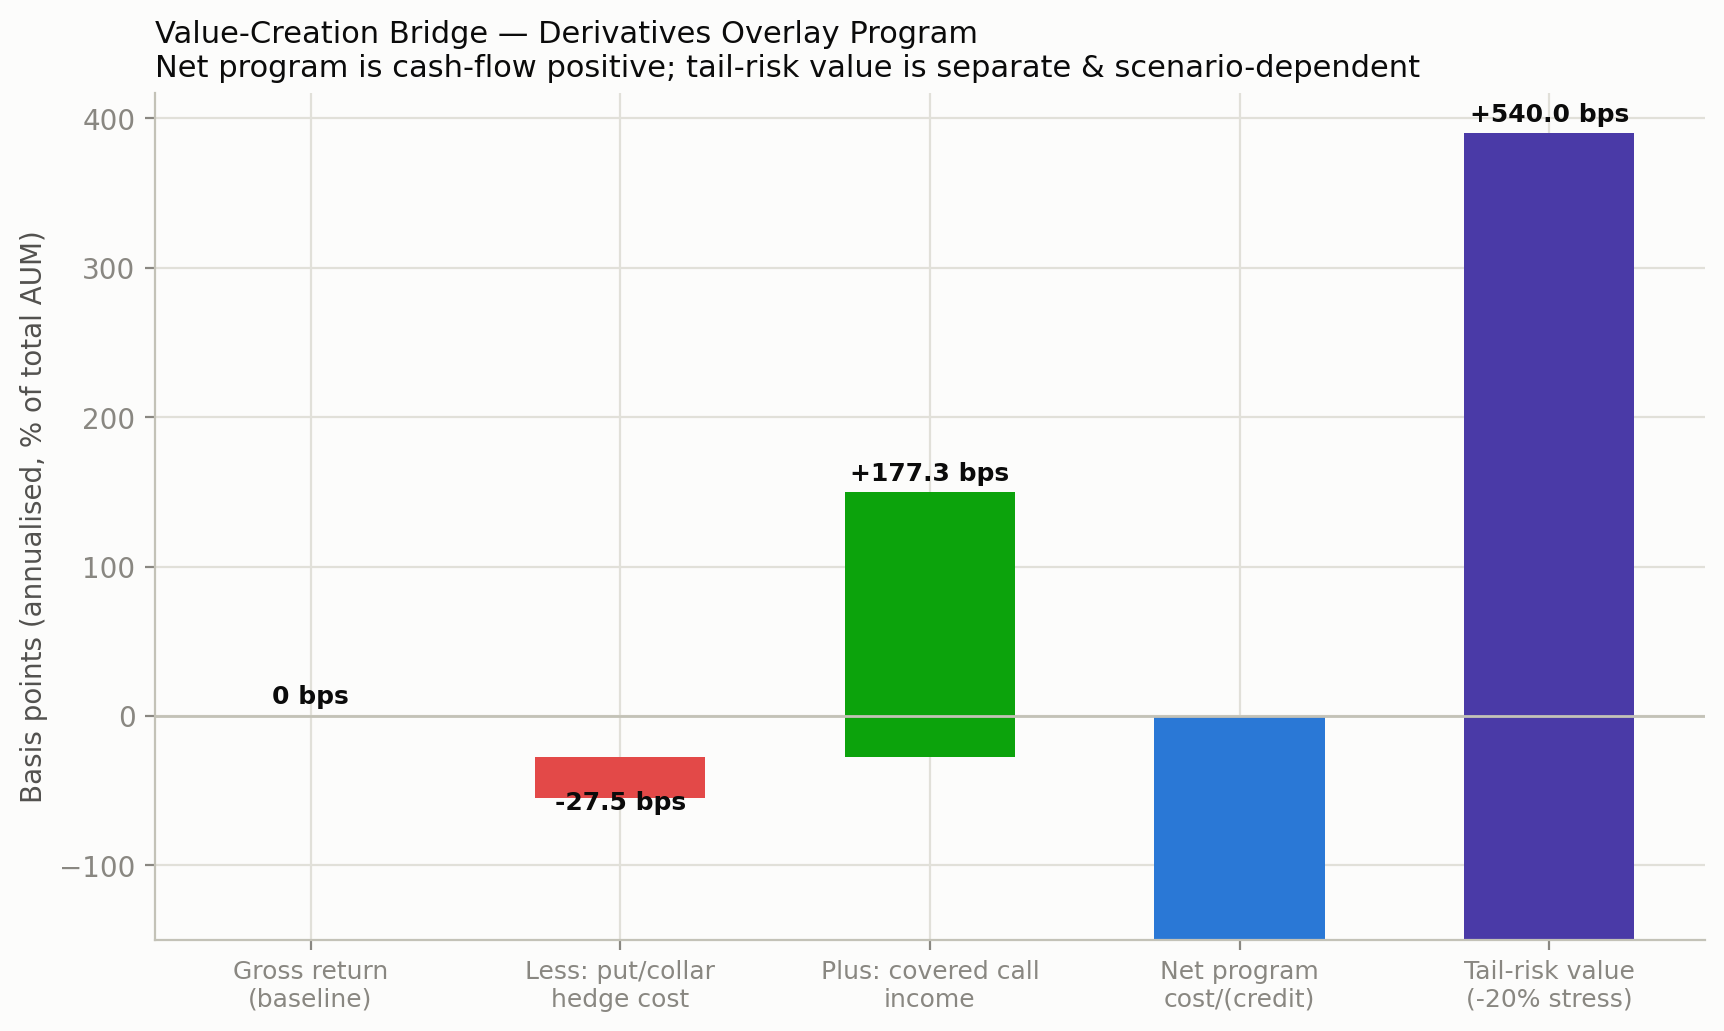 Value-Creation Bridge — Derivatives Overlay Program
Net program is cash-flow positive; tail-risk value is separate & scenario-dependent
Basis points (annualised, % of total AUM)
400
300
200
100
0
−100
0 bps
-27.5 bps
+177.3 bps
+540.0 bps
Gross return
(baseline)
Less: put/collar
hedge cost
Plus: covered call
income
Net program
cost/(credit)
Tail-risk value
(-20% stress)